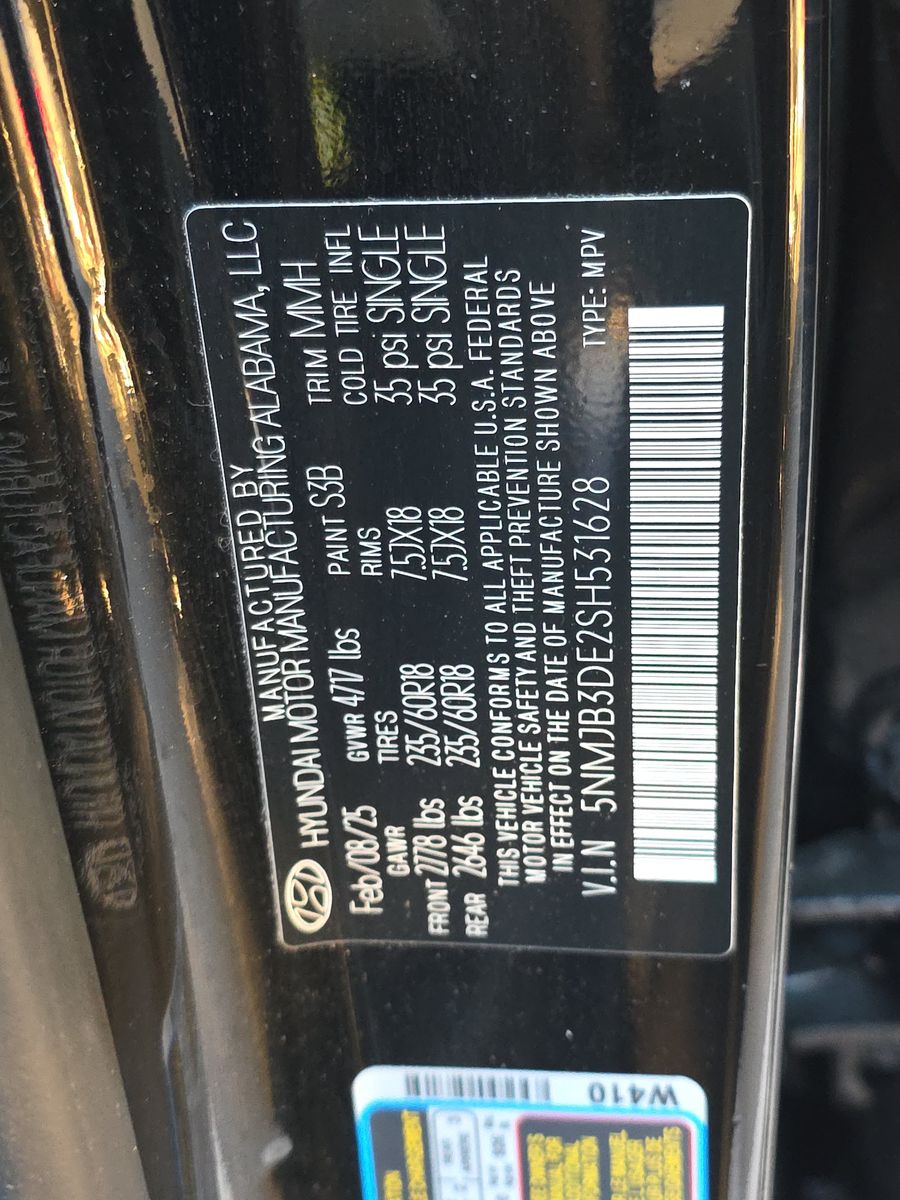 MANUFACTURED BY
HYUNDAI MOTOR MANUFACTURING ALABAMA, LLC
Feb/08/25 GVWR 4717 lbs PAINT S3B TRIM MMH
GAWR TIRES RIMS COLD TIRE INFL
FRONT 2778 lbs 235/60R18 7.5JX18 35 psi SINGLE
REAR 2646 lbs 235/60R18 7.5JX18 35 psi SINGLE
THIS VEHICLE CONFORMS TO ALL APPLICABLE U.S.A. FEDERAL
MOTOR VEHICLE SAFETY AND THEFT PREVENTION STANDARDS
IN EFFECT ON THE DATE OF MANUFACTURE SHOWN ABOVE
V.I.N 5NMJB3DE2SH531628 TYPE: MPV
W410